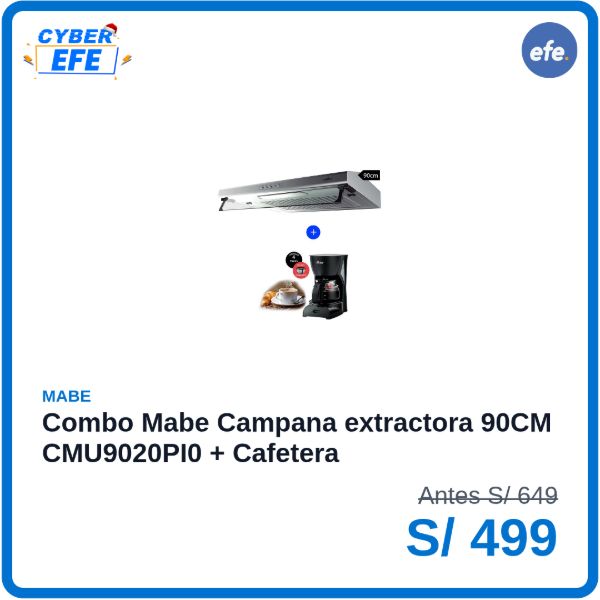 CYBER
EFE
efe.
90cm
+
MABE
Combo Mabe Campana extractora 90CM
CMU9020PI0 + Cafetera
Antes S/ 649
S/ 499